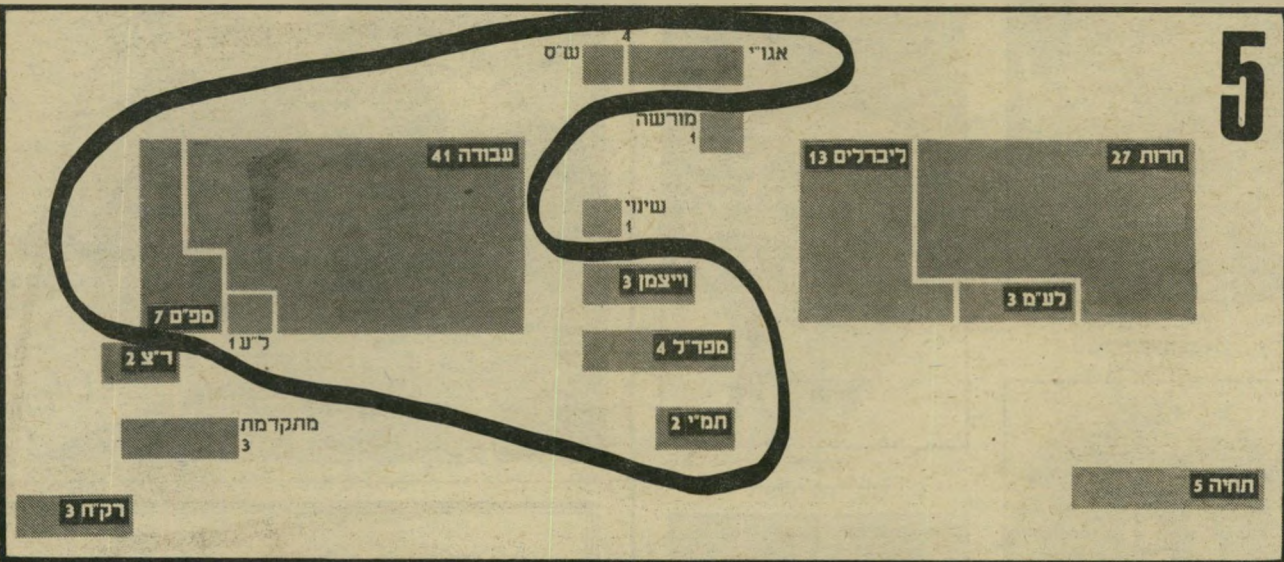 5
4
אגו״י
ש״ס
מורשה
1
חרות 27
ליברלים 13
לע״מ 3
עבודה 41
מפ״ם 7
ל״ע 1
שינוי
1
וייצמן 3
מפד״ל 4
תמ״י 2
ר״צ 2
מתקדמת
3
תחיה 5
רק״ח 3